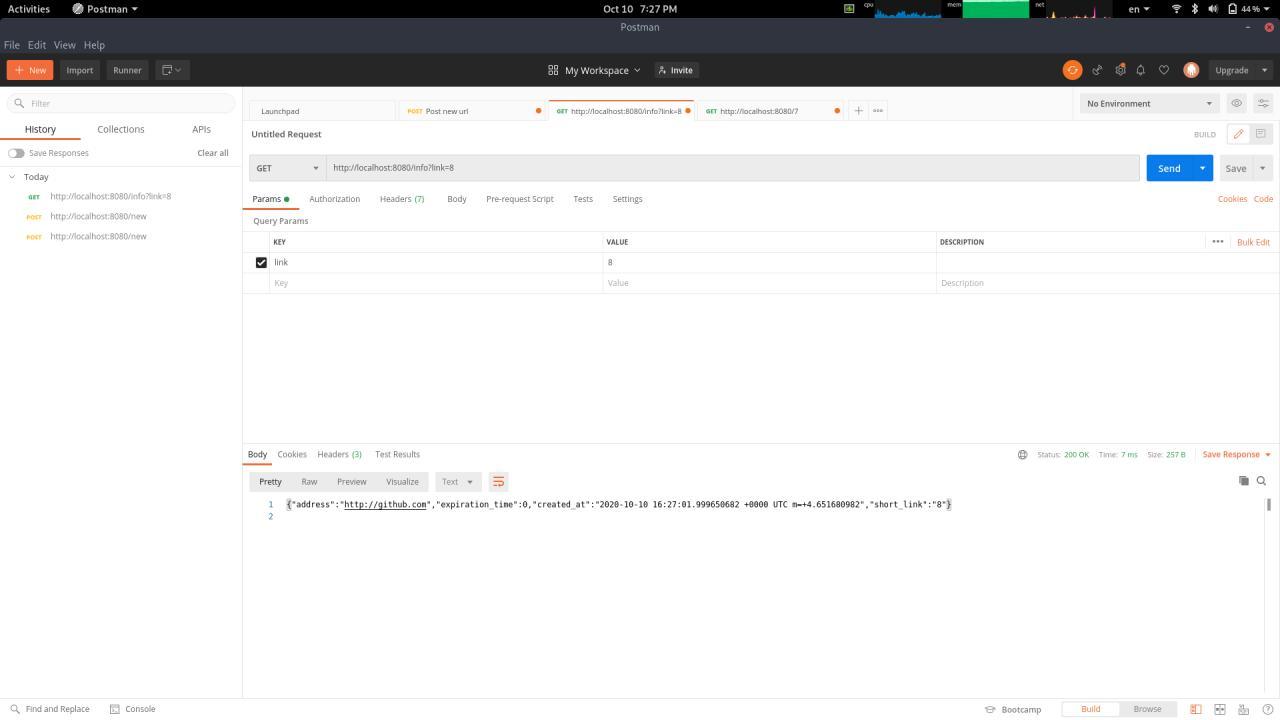 Activities Postman Oct 10 7:27 PM cpu mem net en 44 %
Postman
File Edit View Help
New Import Runner My Workspace Invite Upgrade
Filter
History Collections APIs
Save Responses Clear all
Today
GET http://localhost:8080/info?link=8
POST http://localhost:8080/new
POST http://localhost:8080/new
Launchpad POST Post new url GET http://localhost:8080/info?link=8 GET http://localhost:8080/7 No Environment
Untitled Request BUILD
GET http://localhost:8080/info?link=8 Send Save
Params Authorization Headers (7) Body Pre-request Script Tests Settings Cookies Code
Query Params
KEY VALUE DESCRIPTION Bulk Edit
link 8
Key Value Description
Body Cookies Headers (3) Test Results Status: 200 OK Time: 7 ms Size: 257 B Save Response
Pretty Raw Preview Visualize Text
1 {"address":"http://github.com","expiration_time":0,"created_at":"2020-10-10 16:27:01.999650682 +0000 UTC m=+4.651680982","short_link":"8"}
2
Find and Replace Console Bootcamp Build Browse